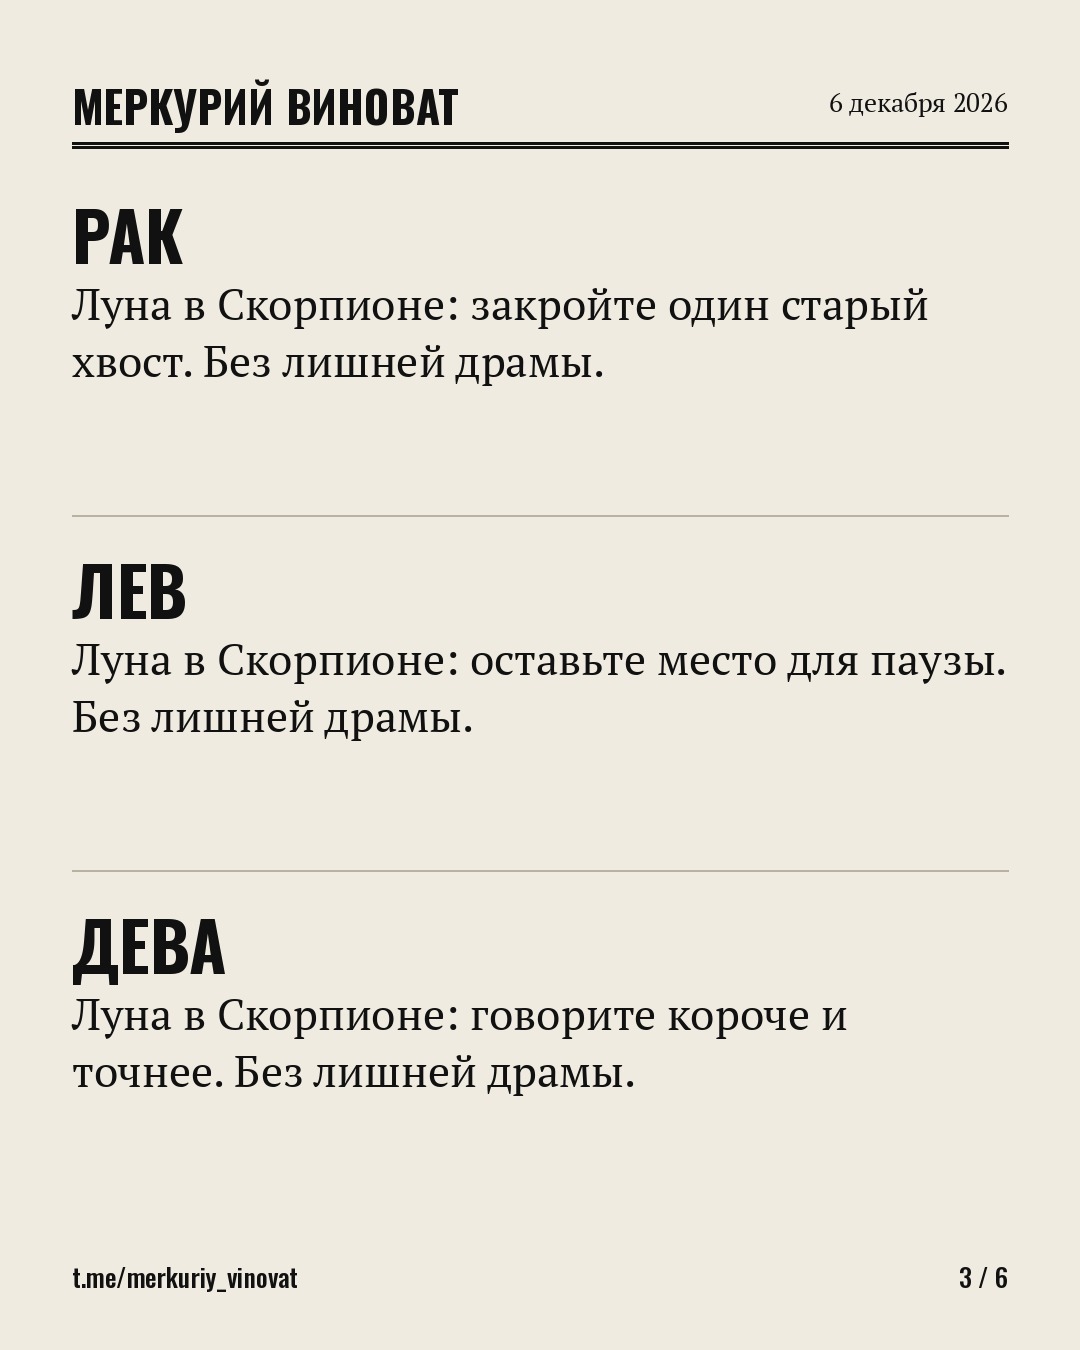 МЕРКУРИЙ ВИНОВАТ
6 декабря 2026
РАК
Луна в Скорпионе: закройте один старый
хвост. Без лишней драмы.
ЛЕВ
Луна в Скорпионе: оставьте место для паузы.
Без лишней драмы.
ДЕВА
Луна в Скорпионе: говорите короче и
точнее. Без лишней драмы.
t.me/merkuriy_vinovat
3 / 6